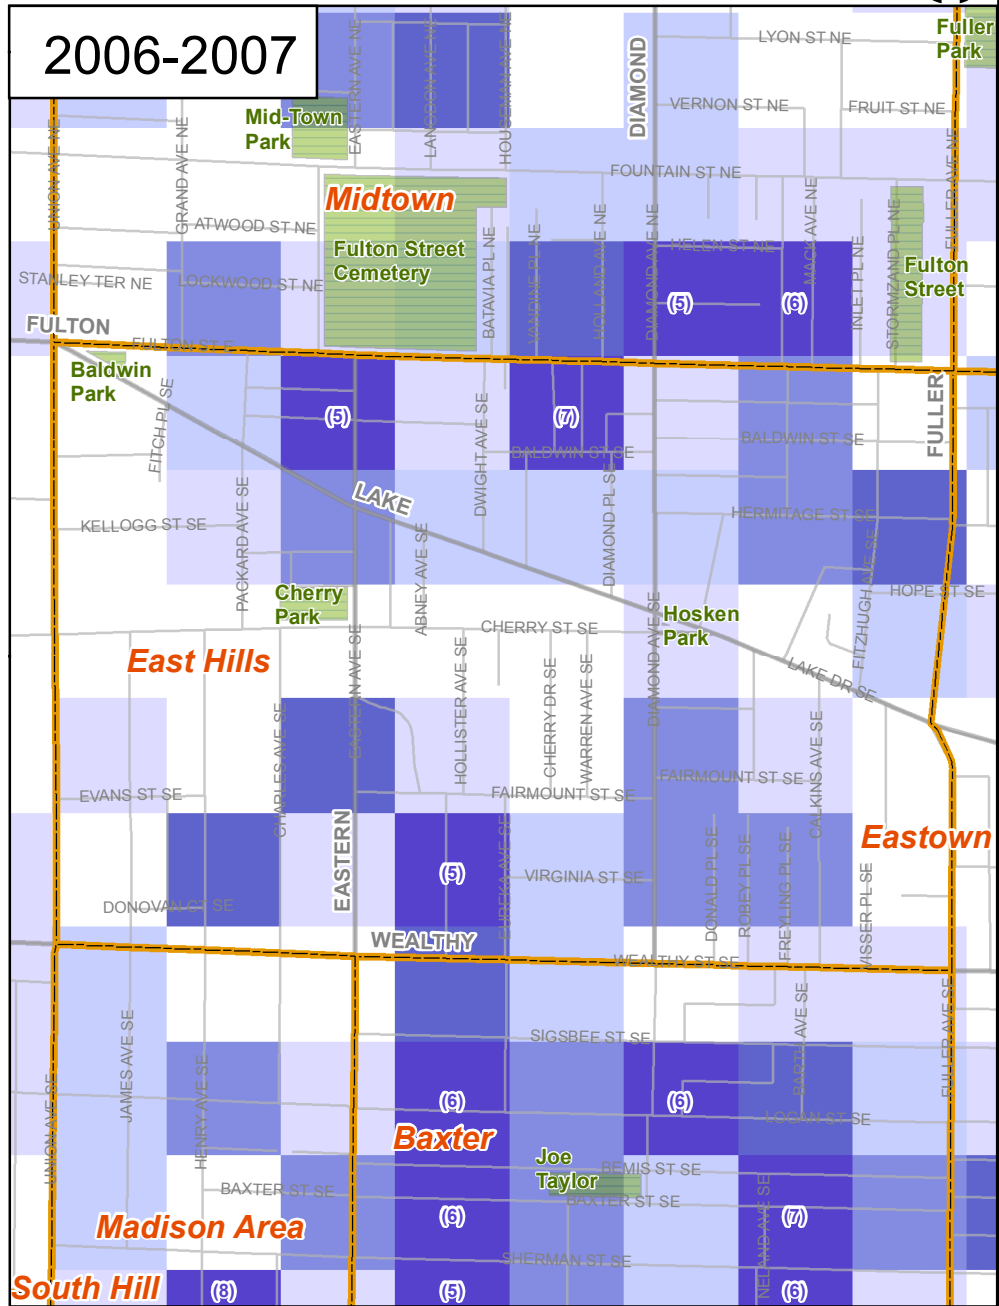 2006-2007
Fuller
Park
LYON ST NE
DIAMOND
EASTERN AVE NE
LANGDON AVE NE
HOUSEMAN AVE NE
Mid-Town
Park
VERNON ST NE
FRUIT ST NE
UNION AVE NE
GRAND AVE NE
FULLER AVE NE
FOUNTAIN ST NE
Midtown
ATWOOD ST NE
Fulton Street
Cemetery
BATAVIA PL NE
HOLLAND AVE NE
DIAMOND AVE NE
HELEN ST NE
MACK AVE NE
INLET PL NE
STORMZAND PL NE
Fulton
Street
STANLEY TER NE
LOCKWOOD ST NE
(5)
(6)
FULTON
FULTON ST E
Baldwin
Park
FITCH PL SE
(5)
(7)
FULLER
DWIGHT AVE SE
BALDWIN ST SE
BALDWIN ST SE
LAKE
DIAMOND PL SE
KELLOGG ST SE
PACKARD AVE SE
HERMITAGE ST SE
ABNEY AVE SE
FITZHUGH AVE SE
HOPE ST SE
Cherry
Park
Hosken
Park
CHERRY ST SE
East Hills
LAKE DR SE
EASTERN AVE SE
HOLLISTER AVE SE
CHERRY DR SE
WARREN AVE SE
DIAMOND AVE SE
CHARLES AVE SE
CALKINS AVE SE
FAIRMOUNT ST SE
EVANS ST SE
FAIRMOUNT ST SE
Eastown
EASTERN
(5)
EUREKA AVE SE
VIRGINIA ST SE
DONALD PL SE
ROBEY PL SE
FREYLING PL SE
VISSER PL SE
DONOVAN CT SE
WEALTHY
WEALTHY ST SE
JAMES AVE SE
SIGSBEE ST SE
BARTH AVE SE
FULLER AVE SE
UNION AVE SE
HENRY AVE SE
(6)
(6)
LOGAN ST SE
Baxter
Joe
Taylor
BEMIS ST SE
BAXTER ST SE
BAXTER ST SE
NELAND AVE SE
Madison Area
(6)
(7)
SHERMAN ST SE
South Hill
(8)
(5)
(6)